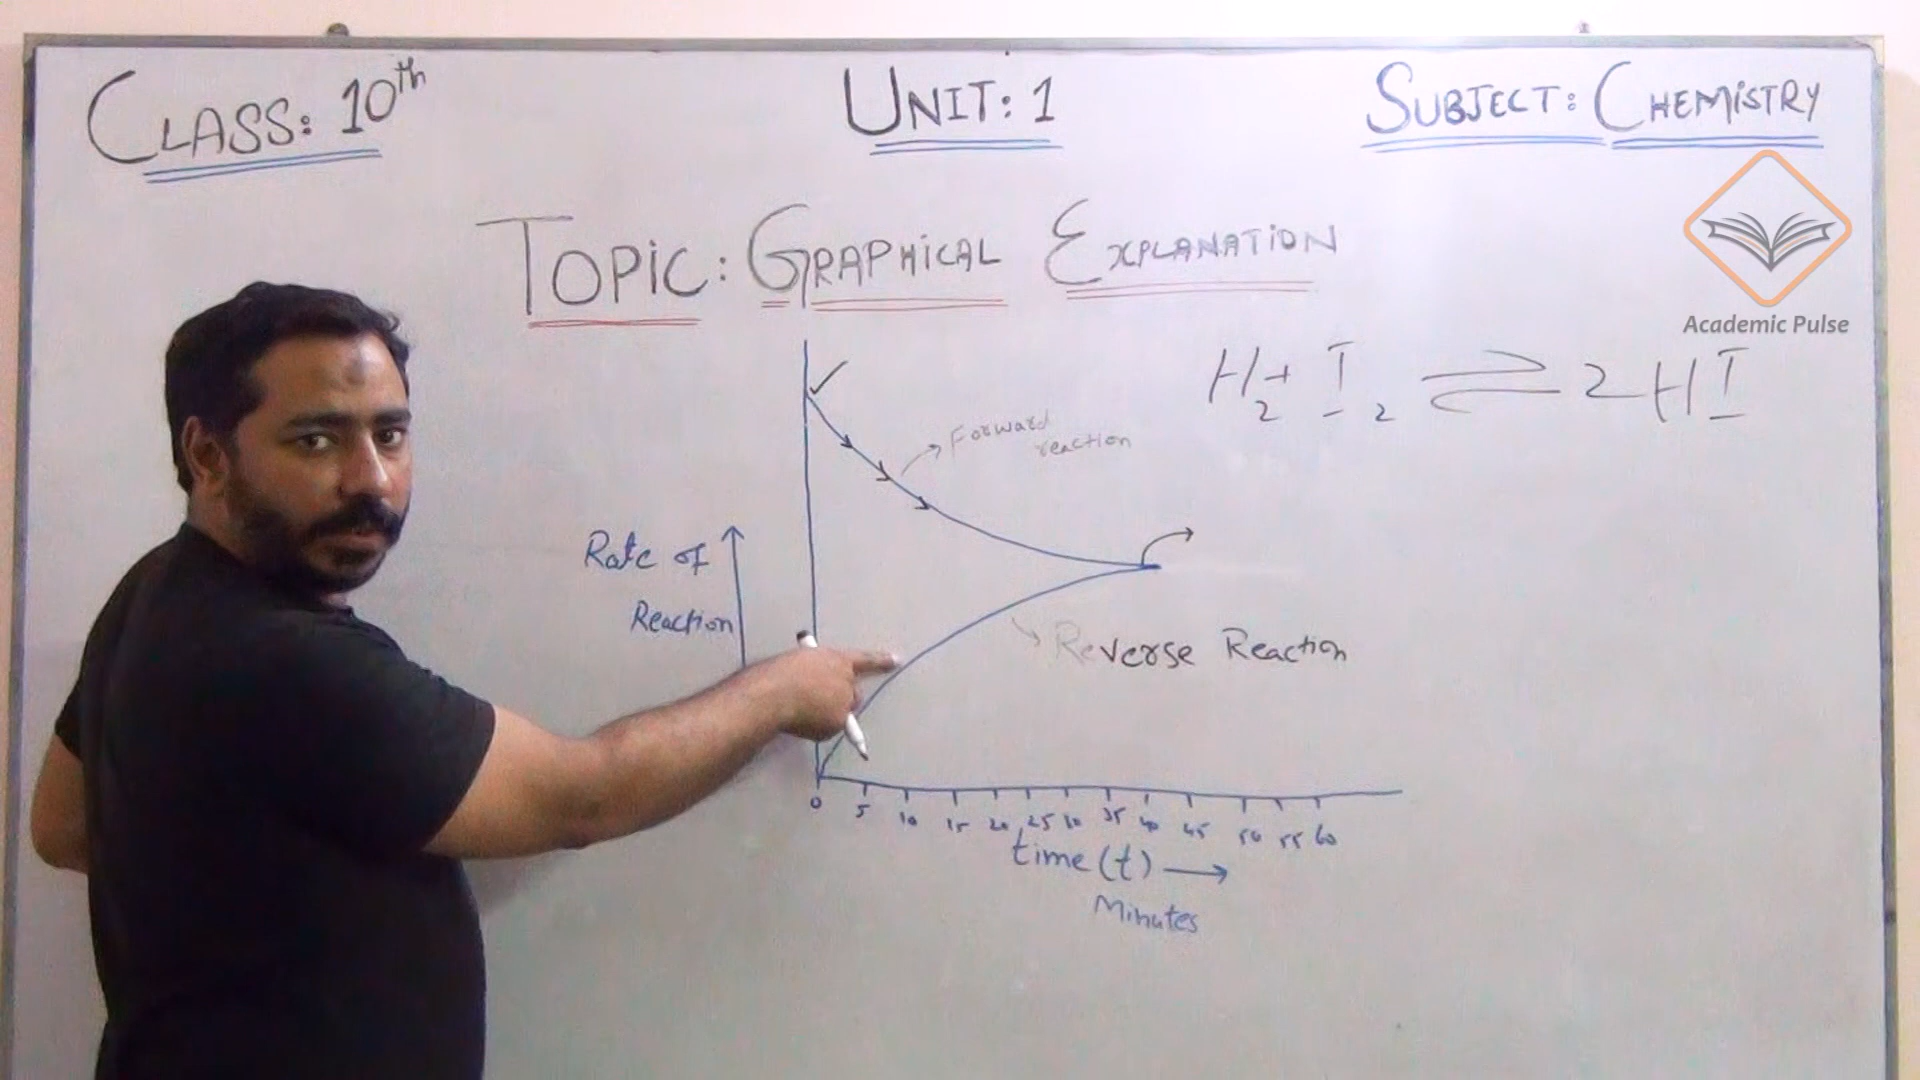 CLASS: 10th
UNIT: 1
SUBJECT: CHEMISTRY
TOPIC: GRAPHICAL EXPLANATION
Academic Pulse
H2 + I2 ⇌ 2HI
Forward
reaction
Rate of
Reaction
Reverse Reaction
0 5 10 15 20 25 30 35 40 45 50 55 60
time (t) →
Minutes